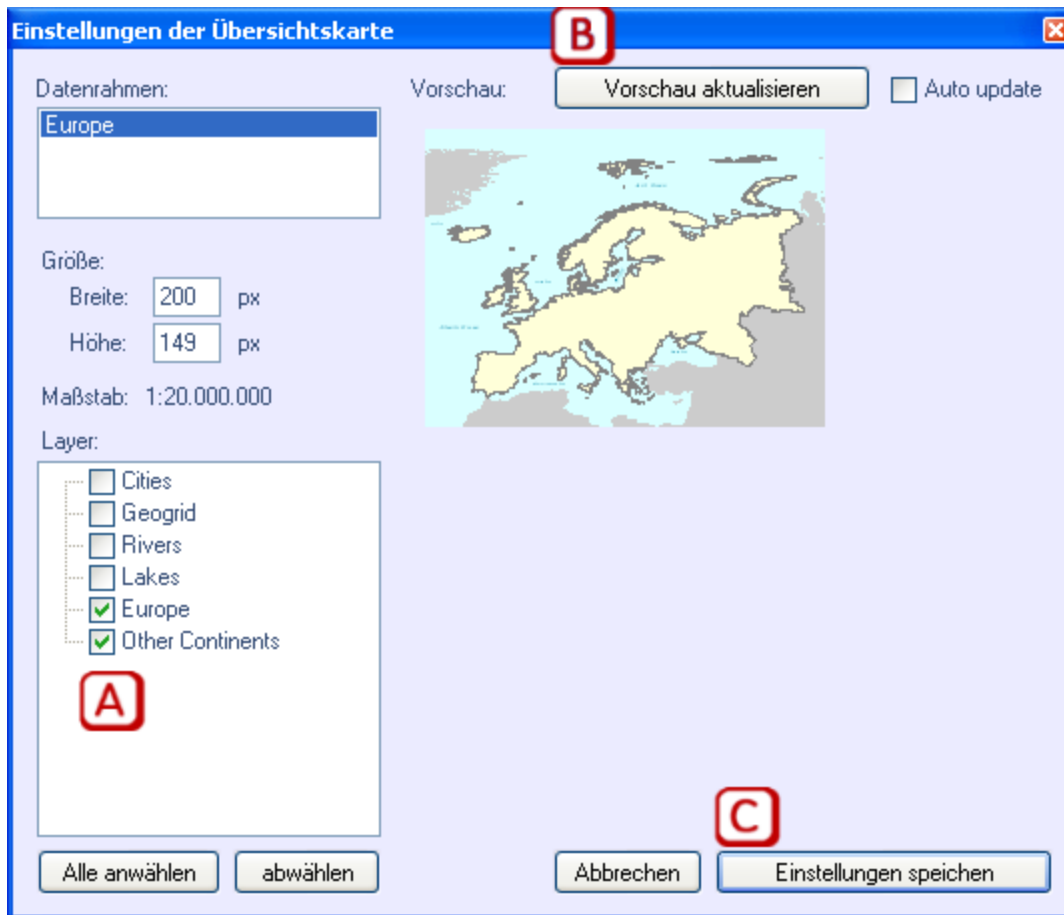 Einstellungen der Übersichtskarte
B
Datenrahmen:
Europe
Vorschau:
Vorschau aktualisieren
Auto update
Größe:
Breite: 200 px
Höhe: 149 px
Maßstab: 1:20.000.000
Layer:
Cities
Geogrid
Rivers
Lakes
Europe
Other Continents
A
C
Alle anwählen
abwählen
Abbrechen
Einstellungen speichen